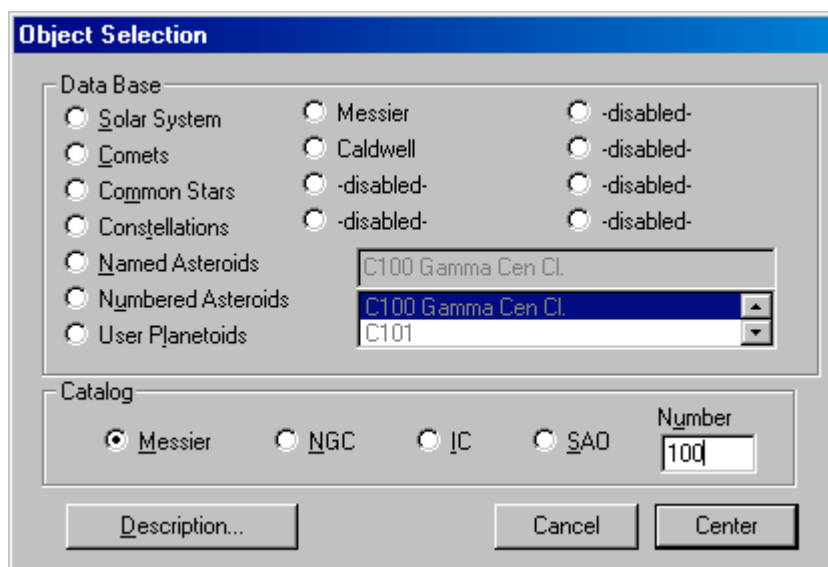 Object Selection
Data Base
Solar System
Comets
Common Stars
Constellations
Named Asteroids
Numbered Asteroids
User Planetoids
Messier
Caldwell
-disabled-
-disabled-
-disabled-
-disabled-
-disabled-
-disabled-
C100 Gamma Cen Cl.
C100 Gamma Cen Cl.
C101
Catalog
Messier
NGC
IC
SAO
Number
100
Description...
Cancel
Center